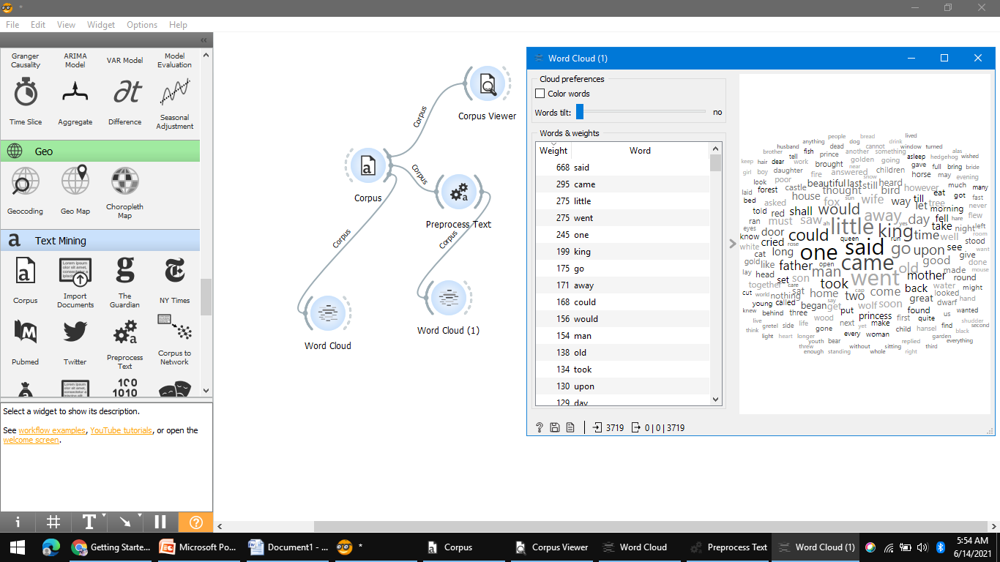 *
File Edit View Widget Options Help
Granger Causality
ARIMA Model
VAR Model
Model Evaluation
Time Slice
Aggregate
Difference
Seasonal Adjustment
Geo
Geocoding
Geo Map
Choropleth Map
a Text Mining
Corpus
Import Documents
The Guardian
NY Times
Pubmed
Twitter
Preprocess Text
Corpus to Network
Select a widget to show its description.
See workflow examples, YouTube tutorials, or open the
welcome screen.
Corpus
Corpus Viewer
Corpus
Corpus
Preprocess Text
Corpus
Corpus
Word Cloud
Word Cloud (1)
Word Cloud (1)
Cloud preferences
Color words
Words tilt: no
Words & weights
Weight Word
668 said
295 came
275 little
275 went
245 one
199 king
175 go
171 away
168 could
156 would
154 man
138 old
134 took
130 upon
129 day
? 3719 0 | 0 | 3719
people bread lived
anything dog drink
husband dead cannot window turned
brother fish prince another something asleep hedgehog alas wished
keep hair tell dear work brought golden near going gave full bring bride
girl boy daughter fire answered snow children horse may evening
look poor beautiful last still heard however much many
laid forest castle thought bird eat got fast
bed asked house fox sun wife way till tree never
told red shall would away let morning flew
ran must saw ah little yes day fell hare
eyes door could king time take night left
know cried rose queen run well stood room
white cat long one said go upon see want
gold like father open came old good give done
lay head man made mouse
together set son care went mother round might
cut world nothing sat home took cap come back water looked
young called began say get two wolf soon great dwarf hand
knew behind three put princess found us wanted
live gretel side life wood next yet make first quite find shudder second
think gone every woman child hansel black
light heart longer garden
youth bear replied everything
threw without sitting third
enough standing whole right
Getting Starte...
Microsoft Po...
Document1 - ...
*
Corpus
Corpus Viewer
Word Cloud
Preprocess Text
Word Cloud (1)
5:54 AM
6/14/2021